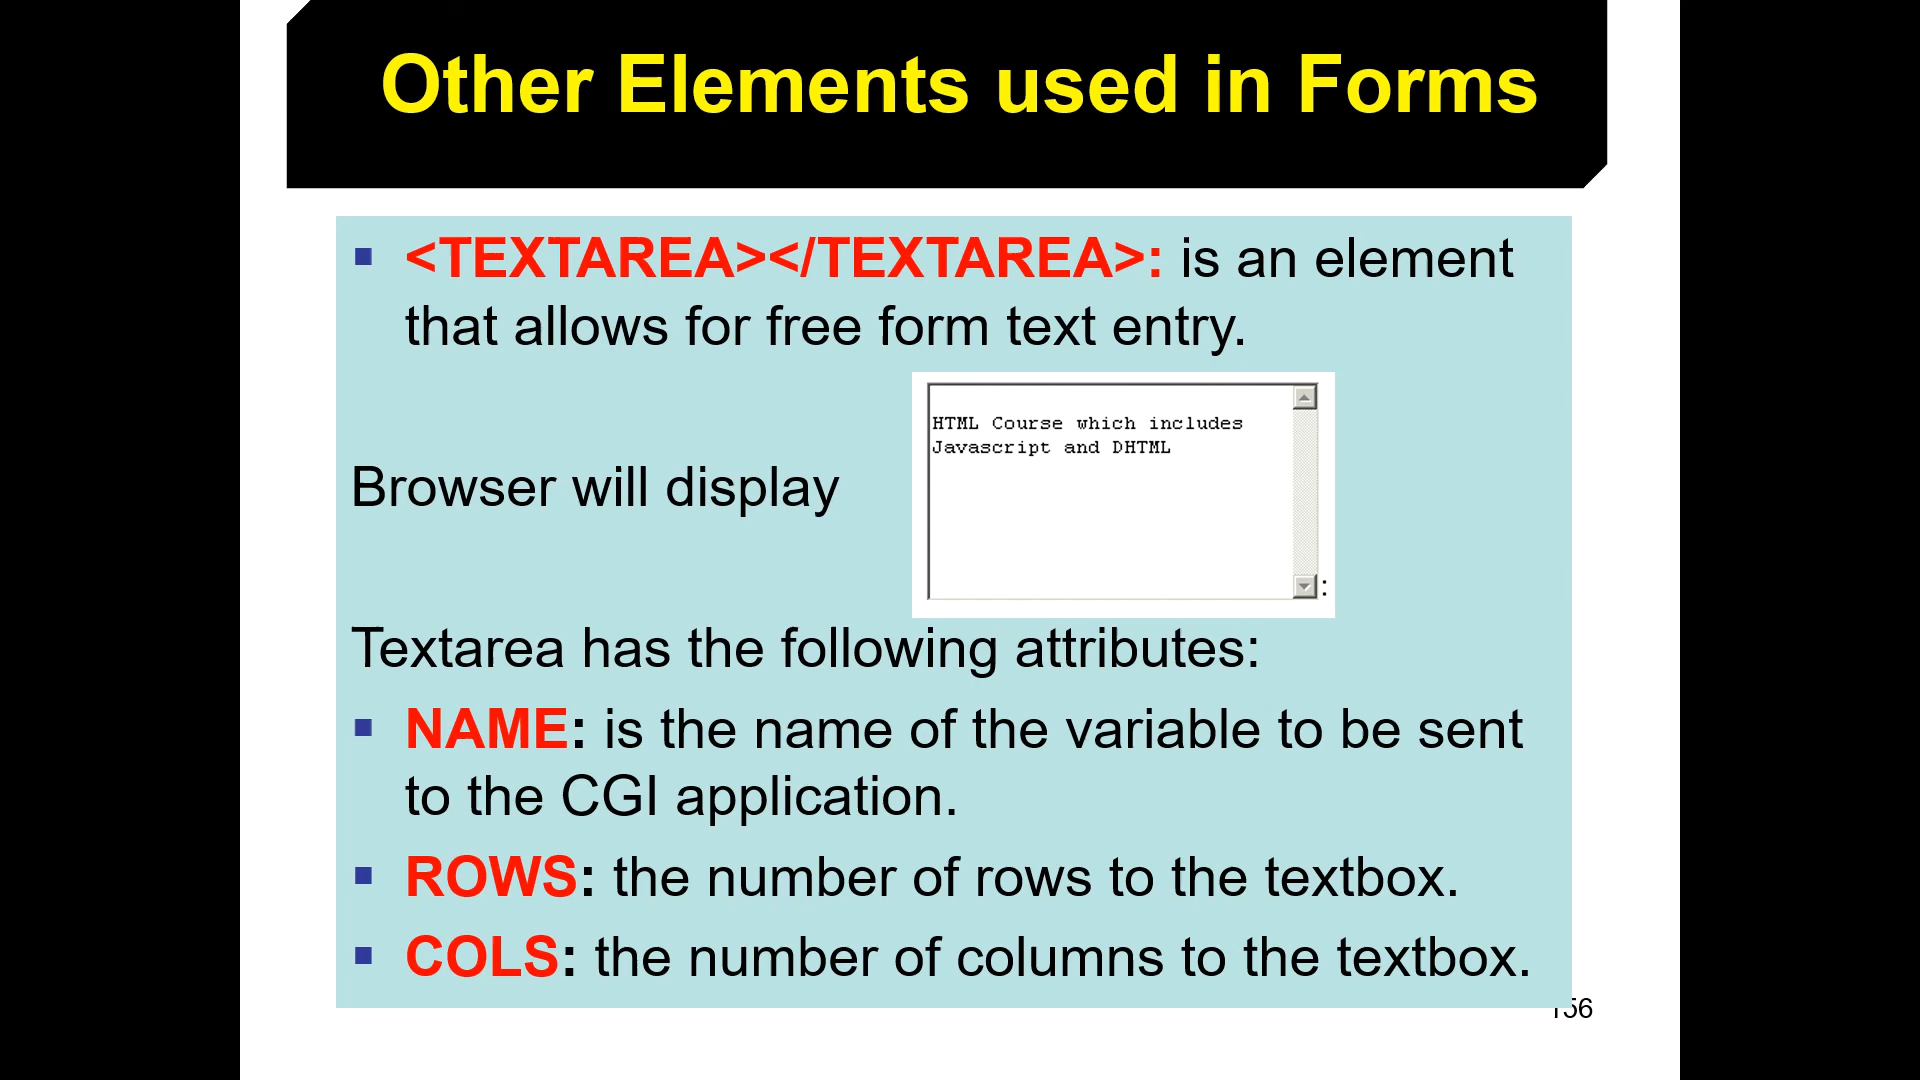 Other Elements used in Forms
▪ <TEXTAREA></TEXTAREA>: is an element
that allows for free form text entry.
HTML Course which includes
Javascript and DHTML
Browser will display
:
Textarea has the following attributes:
▪ NAME: is the name of the variable to be sent
to the CGI application.
▪ ROWS: the number of rows to the textbox.
▪ COLS: the number of columns to the textbox.
156